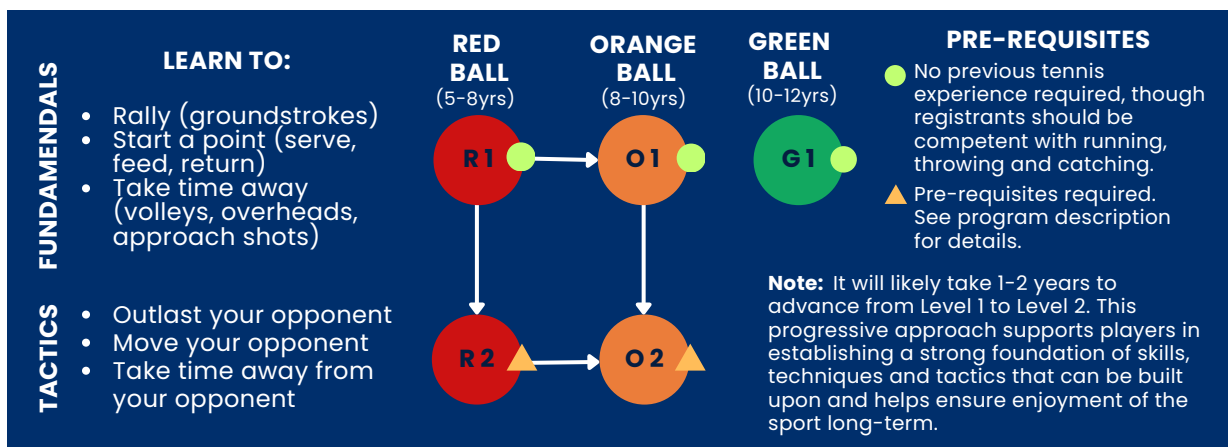 FUNDAMENDALS
LEARN TO:
• Rally (groundstrokes)
• Start a point (serve,
feed, return)
• Take time away
(volleys, overheads,
approach shots)
TACTICS
• Outlast your opponent
• Move your opponent
• Take time away from
your opponent
RED
BALL
(5-8yrs)
ORANGE
BALL
(8-10yrs)
GREEN
BALL
(10-12yrs)
R 1
O 1
G 1
R 2
O 2
PRE-REQUISITES
No previous tennis
experience required, though
registrants should be
competent with running,
throwing and catching.
Pre-requisites required.
See program description
for details.
Note: It will likely take 1-2 years to
advance from Level 1 to Level 2. This
progressive approach supports players in
establishing a strong foundation of skills,
techniques and tactics that can be built
upon and helps ensure enjoyment of the
sport long-term.